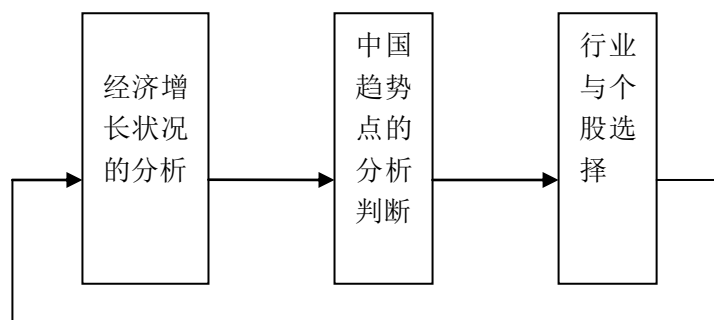 经济增
长状况
的分析
中国
趋势
点的
分析
判断
行业
与个
股选
择